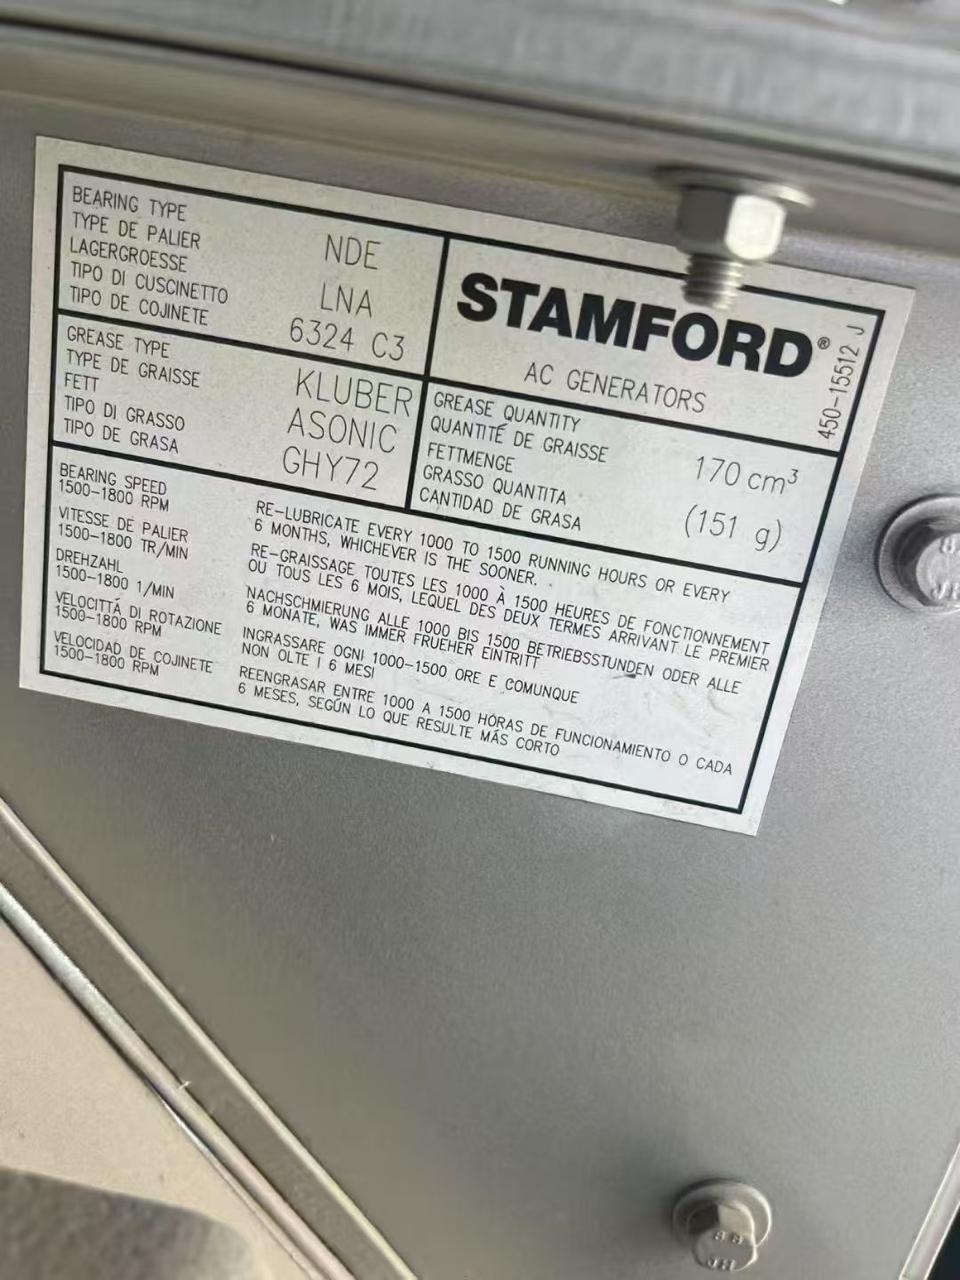 BEARING TYPE
TYPE DE PALIER
LAGERGROESSE
TIPO DI CUSCINETTO
TIPO DE COJINETE
NDE
LNA
6324 C3
STAMFORD®
AC GENERATORS
450-15512 J
GREASE TYPE
TYPE DE GRAISSE
FETT
TIPO DI GRASSO
TIPO DE GRASA
KLUBER
ASONIC
GHY72
GREASE QUANTITY
QUANTITÉ DE GRAISSE
FETTMENGE
GRASSO QUANTITA
CANTIDAD DE GRASA
170 cm³
(151 g)
BEARING SPEED
1500-1800 RPM
VITESSE DE PALIER
1500-1800 TR/MIN
DREHZAHL
1500-1800 1/MIN
VELOCITTÁ DI ROTAZIONE
1500-1800 RPM
VELOCIDAD DE COJINETE
1500-1800 RPM
RE-LUBRICATE EVERY 1000 TO 1500 RUNNING HOURS OR EVERY
6 MONTHS, WHICHEVER IS THE SOONER.
RE-GRAISSAGE TOUTES LES 1000 À 1500 HEURES DE FONCTIONNEMENT
OU TOUS LES 6 MOIS, LEQUEL DES DEUX TERMES ARRIVANT LE PREMIER
NACHSCHMIERUNG ALLE 1000 BIS 1500 BETRIEBSSTUNDEN ODER ALLE
6 MONATE, WAS IMMER FRUEHER EINTRITT
INGRASSARE OGNI 1000-1500 ORE E COMUNQUE
NON OLTE I 6 MESI
REENGRASAR ENTRE 1000 A 1500 HÓRAS DE FUNCIONAMIENTO O CADA
6 MESES, SEGÚN LO QUE RESULTE MÁS CORTO
88